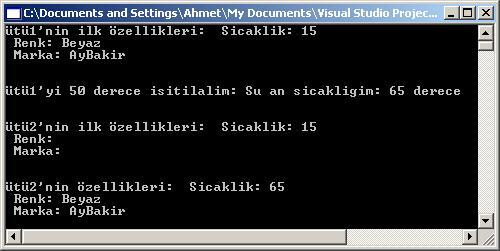 C:\Documents and Settings\Ahmet\My Documents\Visual Studio Projec...
ütü1'nin ilk özellikleri:  Sicaklik: 15
Renk: Beyaz
Marka: AyBakir
ütü1'yi 50 derece isitilalim: Su an sicakligim: 65 derece
ütü2'nin ilk özellikleri:  Sicaklik: 15
Renk:
Marka:
ütü2'nin özellikleri:  Sicaklik: 65
Renk: Beyaz
Marka: AyBakir